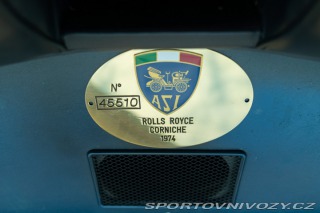 ASI
N°
45510
ROLLS ROYCE
CORNICHE
1974
SPORTOVNIVOZY.CZ